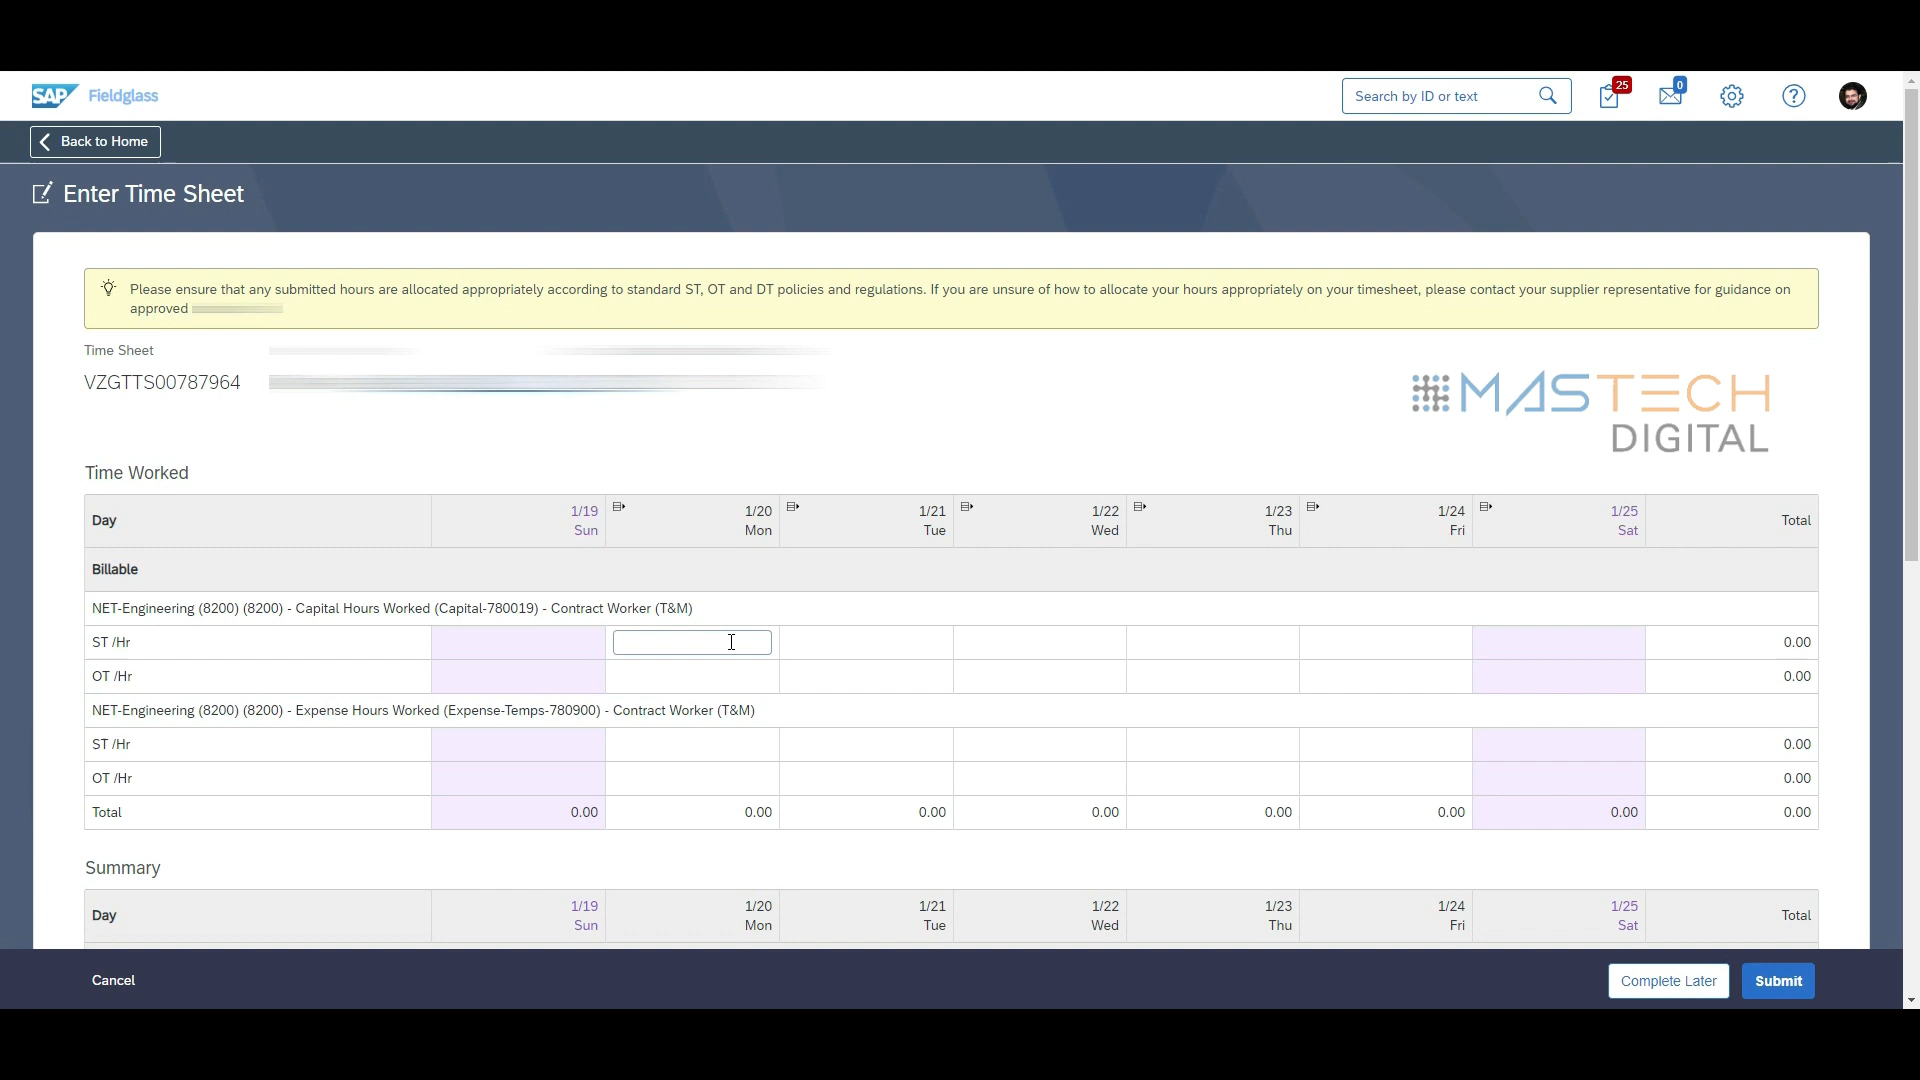 SAP Fieldglass
Search by ID or text
25
0
Back to Home
Enter Time Sheet
Please ensure that any submitted hours are allocated appropriately according to standard ST, OT and DT policies and regulations. If you are unsure of how to allocate your hours appropriately on your timesheet, please contact your supplier representative for guidance on
approved
Time Sheet
VZGTTS00787964
MASTECH
DIGITAL
Time Worked
Day 1/19 Sun 1/20 Mon 1/21 Tue 1/22 Wed 1/23 Thu 1/24 Fri 1/25 Sat Total
Billable
NET-Engineering (8200) (8200) - Capital Hours Worked (Capital-780019) - Contract Worker (T&M)
ST /Hr 0.00
OT /Hr 0.00
NET-Engineering (8200) (8200) - Expense Hours Worked (Expense-Temps-780900) - Contract Worker (T&M)
ST /Hr 0.00
OT /Hr 0.00
Total 0.00 0.00 0.00 0.00 0.00 0.00 0.00 0.00
Summary
Day 1/19 Sun 1/20 Mon 1/21 Tue 1/22 Wed 1/23 Thu 1/24 Fri 1/25 Sat Total
Cancel
Complete Later
Submit